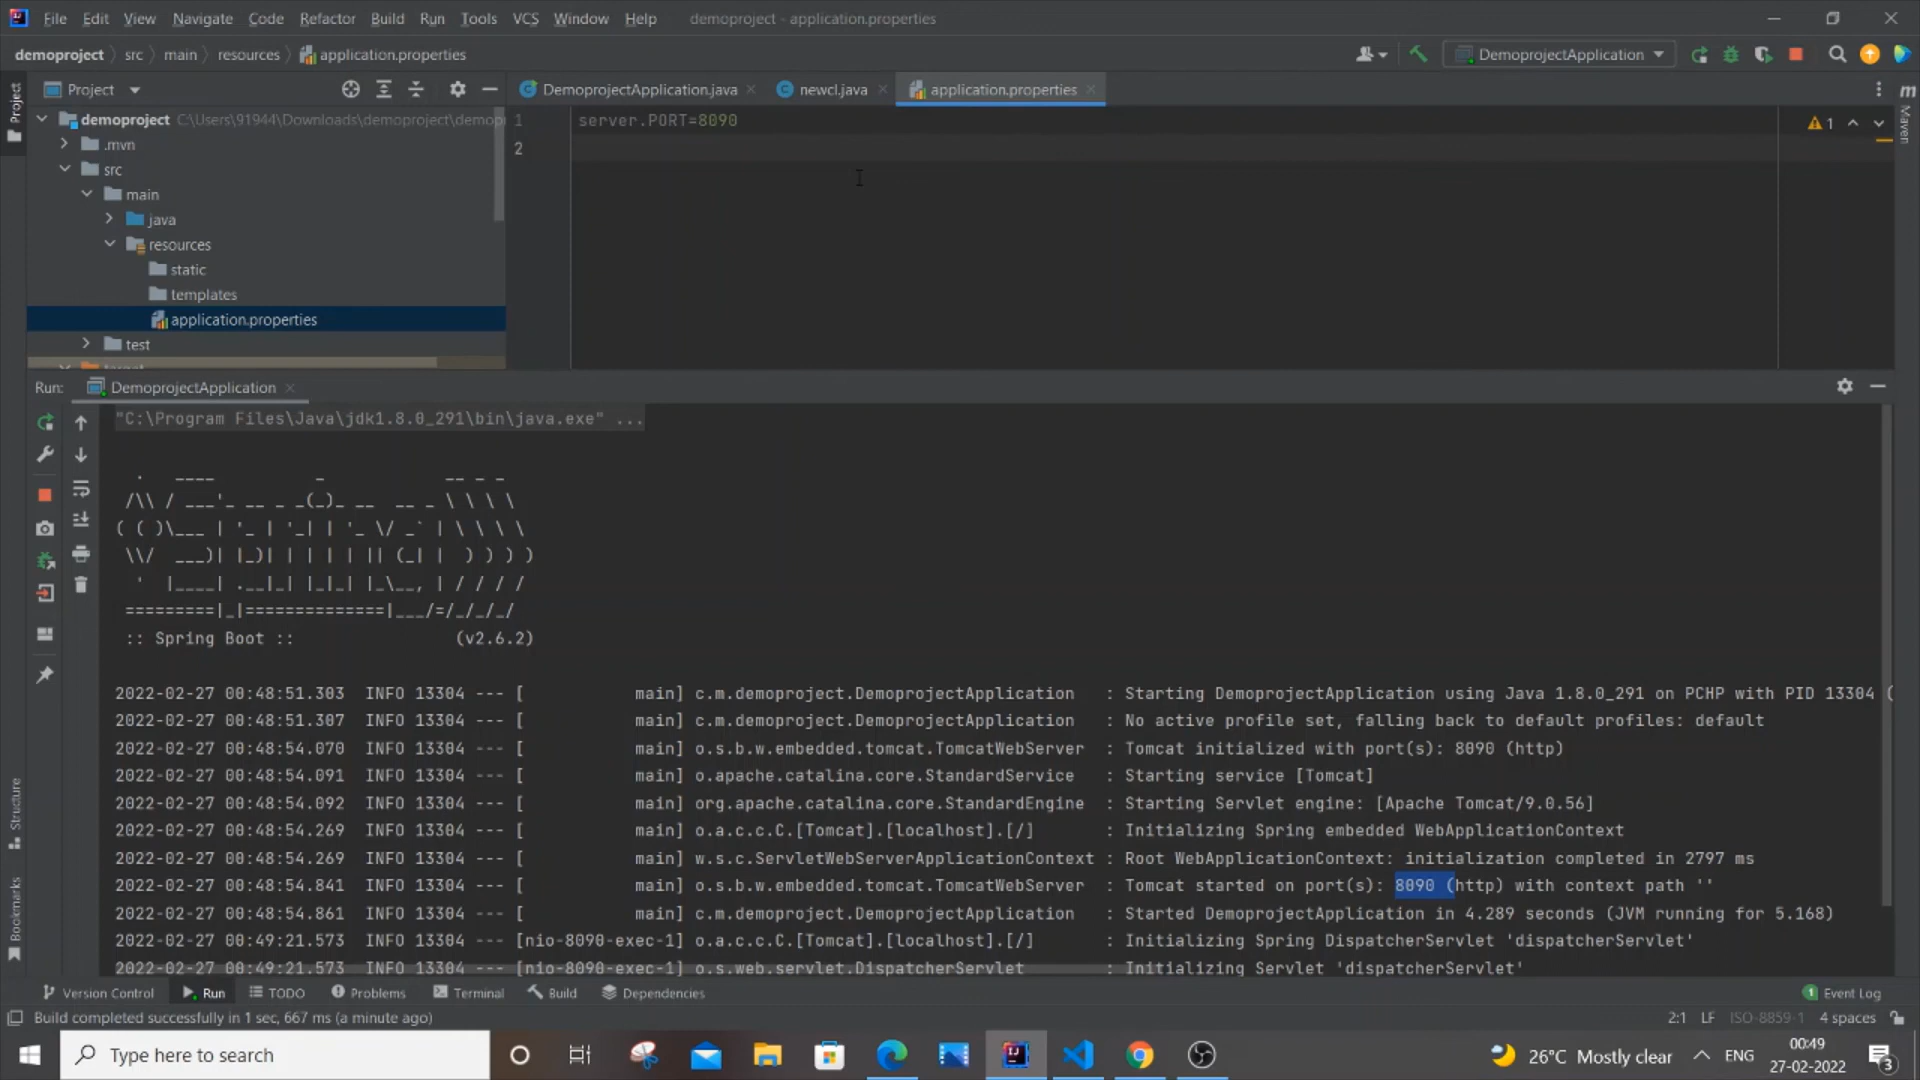 File Edit View Navigate Code Refactor Build Run Tools VCS Window Help demoproject - application.properties
demoproject src main resources application.properties DemoprojectApplication
Project
Project DemoprojectApplication.java newcl.java application.properties
m
Maven
demoproject C:\Users\91944\Downloads\demoproject\demop
.mvn
src
main
java
resources
static
templates
application.properties
test
1 server.PORT=8090
2
1
Run: DemoprojectApplication
"C:\Program Files\Java\jdk1.8.0_291\bin\java.exe" ...
:: Spring Boot :: (v2.6.2)
2022-02-27 00:48:51.303 INFO 13304 --- [ main] c.m.demoproject.DemoprojectApplication : Starting DemoprojectApplication using Java 1.8.0_291 on PCHP with PID 13304 (
2022-02-27 00:48:51.307 INFO 13304 --- [ main] c.m.demoproject.DemoprojectApplication : No active profile set, falling back to default profiles: default
2022-02-27 00:48:54.070 INFO 13304 --- [ main] o.s.b.w.embedded.tomcat.TomcatWebServer : Tomcat initialized with port(s): 8090 (http)
2022-02-27 00:48:54.091 INFO 13304 --- [ main] o.apache.catalina.core.StandardService : Starting service [Tomcat]
2022-02-27 00:48:54.092 INFO 13304 --- [ main] org.apache.catalina.core.StandardEngine : Starting Servlet engine: [Apache Tomcat/9.0.56]
2022-02-27 00:48:54.269 INFO 13304 --- [ main] o.a.c.c.C.[Tomcat].[localhost].[/] : Initializing Spring embedded WebApplicationContext
2022-02-27 00:48:54.269 INFO 13304 --- [ main] w.s.c.ServletWebServerApplicationContext : Root WebApplicationContext: initialization completed in 2797 ms
2022-02-27 00:48:54.841 INFO 13304 --- [ main] o.s.b.w.embedded.tomcat.TomcatWebServer : Tomcat started on port(s): 8090 (http) with context path ''
2022-02-27 00:48:54.861 INFO 13304 --- [ main] c.m.demoproject.DemoprojectApplication : Started DemoprojectApplication in 4.289 seconds (JVM running for 5.168)
2022-02-27 00:49:21.573 INFO 13304 --- [nio-8090-exec-1] o.a.c.c.C.[Tomcat].[localhost].[/] : Initializing Spring DispatcherServlet 'dispatcherServlet'
2022-02-27 00:49:21.573 INFO 13304 --- [nio-8090-exec-1] o.s.web.servlet.DispatcherServlet : Initializing Servlet 'dispatcherServlet'
Structure
Bookmarks
Version Control Run TODO Problems Terminal Build Dependencies 1 Event Log
Build completed successfully in 1 sec, 667 ms (a minute ago) 2:1 LF ISO-8859-1 4 spaces
Type here to search 26°C Mostly clear ENG 00:49
27-02-2022
3